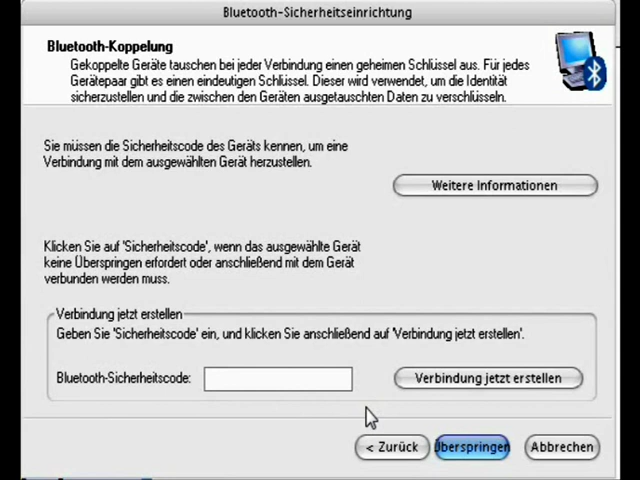 Bluetooth-Sicherheitseinrichtung
Bluetooth-Koppelung
Gekoppelte Geräte tauschen bei jeder Verbindung einen geheimen Schlüssel aus. Für jedes
Gerätepaar gibt es einen eindeutigen Schlüssel. Dieser wird verwendet, um die Identität
sicherzustellen und die zwischen den Geräten ausgetauschten Daten zu verschlüsseln.
Sie müssen die Sicherheitscode des Geräts kennen, um eine
Verbindung mit dem ausgewählten Gerät herzustellen.
Weitere Informationen
Klicken Sie auf 'Sicherheitscode', wenn das ausgewählte Gerät
keine Überspringen erfordert oder anschließend mit dem Gerät
verbunden werden muss.
Verbindung jetzt erstellen
Geben Sie 'Sicherheitscode' ein, und klicken Sie anschließend auf 'Verbindung jetzt erstellen'.
Bluetooth-Sicherheitscode:
Verbindung jetzt erstellen
< Zurück
Überspringen
Abbrechen